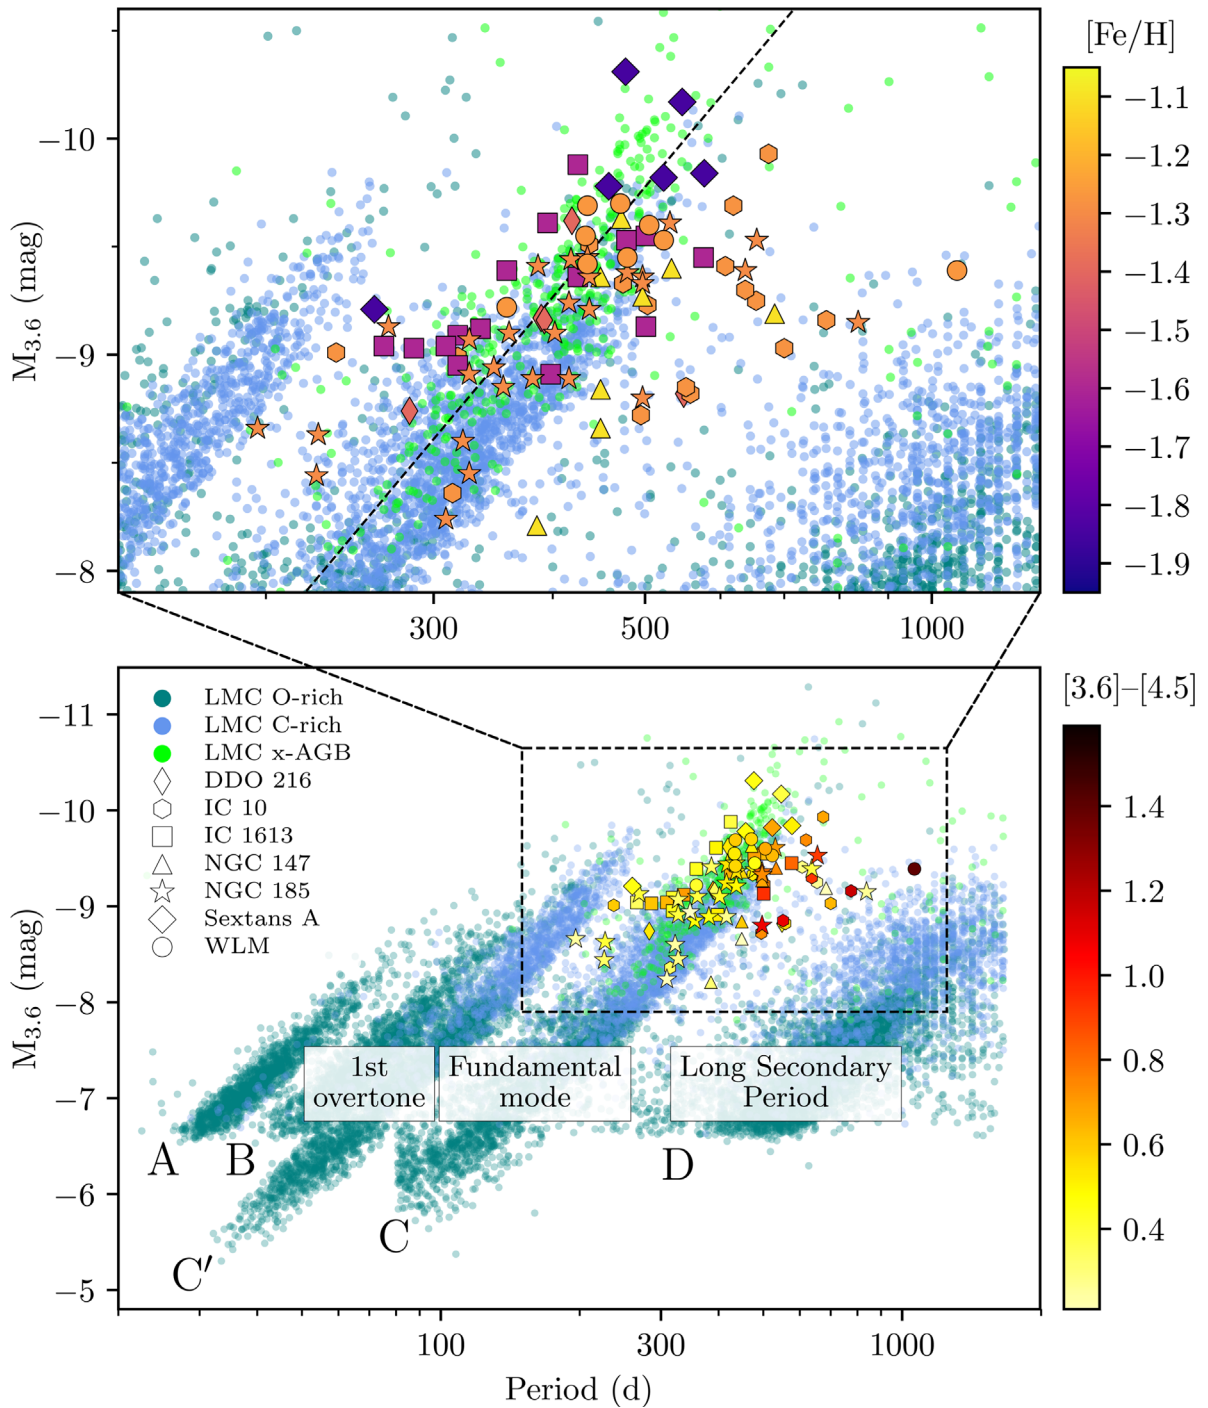 [Fe/H]
−10
−9
−8
M3.6 (mag)
300
500
1000
−1.1
−1.2
−1.3
−1.4
−1.5
−1.6
−1.7
−1.8
−1.9
[3.6]–[4.5]
LMC O-rich
LMC C-rich
LMC x-AGB
DDO 216
IC 10
IC 1613
NGC 147
NGC 185
Sextans A
WLM
−11
−10
−9
−8
−7
−6
−5
M3.6 (mag)
1st
overtone
Fundamental
mode
Long Secondary
Period
A
B
D
C
C′
100
300
1000
Period (d)
1.4
1.2
1.0
0.8
0.6
0.4